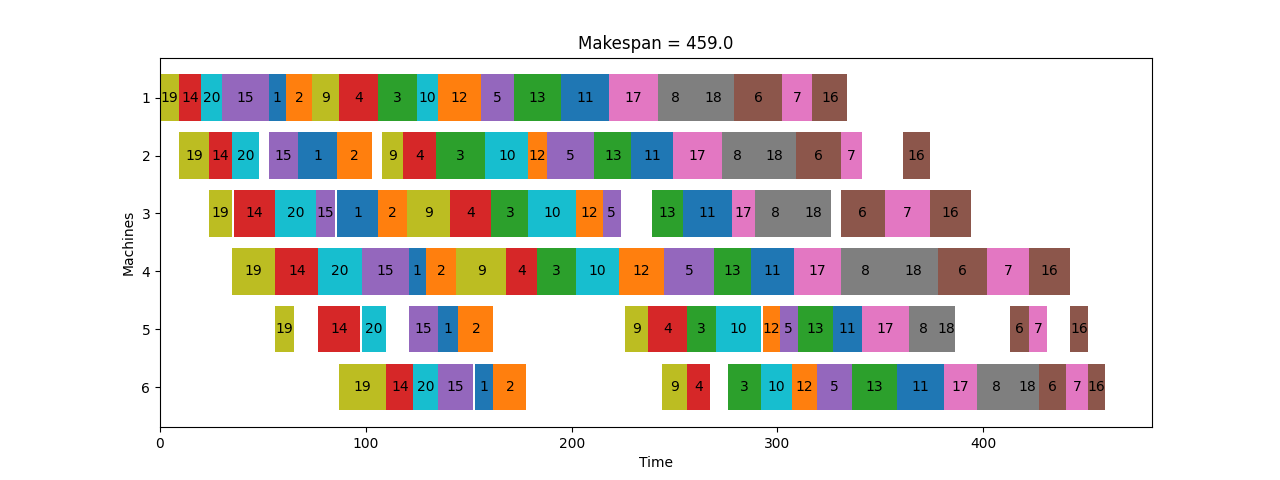 Makespan = 459.0
1 19 14 20 15 1 2 9 4 3 10 12 5 13 11 17 8 18 6 7 16
2 19 14 20 15 1 2 9 4 3 10 12 5 13 11 17 8 18 6 7 16
3 19 14 20 15 1 2 9 4 3 10 12 5 13 11 17 8 18 6 7 16
4 19 14 20 15 1 2 9 4 3 10 12 5 13 11 17 8 18 6 7 16
5 19 14 20 15 1 2 9 4 3 10 12 5 13 11 17 8 18 6 7 16
6 19 14 20 15 1 2 9 4 3 10 12 5 13 11 17 8 18 6 7 16
Machines
0 100 200 300 400
Time